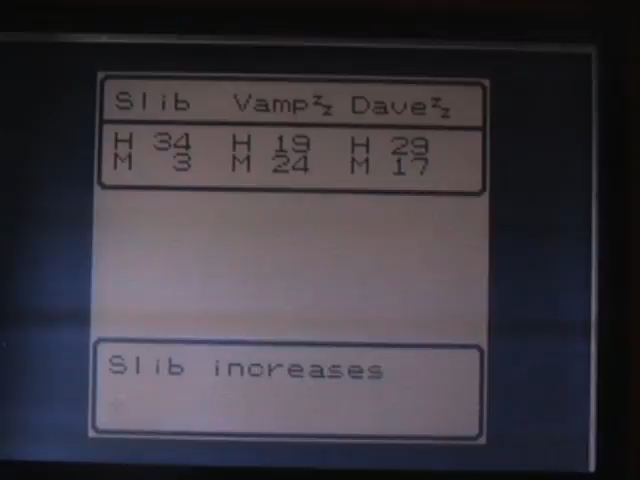 Slib Vampzz Davezz
H 34 H 19 H 29
M 3 M 24 M 17
Slib increases